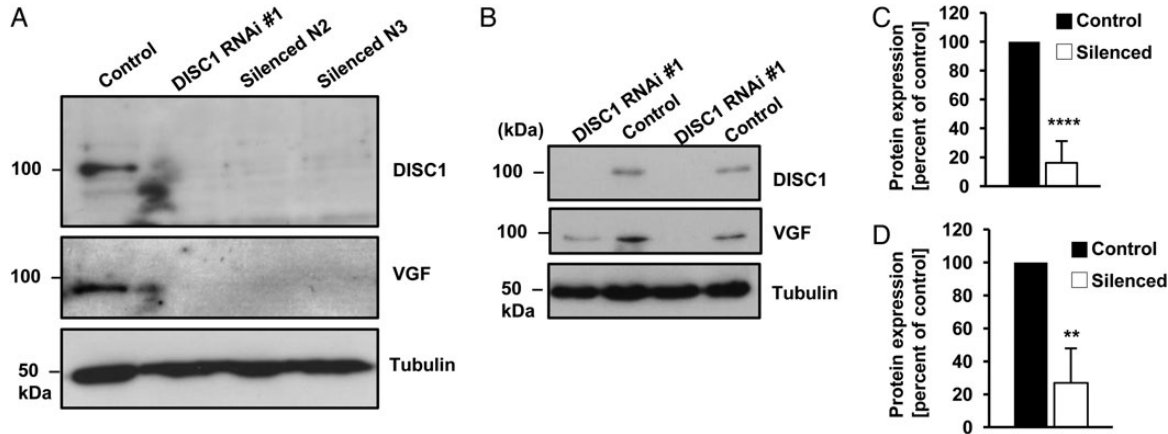 A
Control
DISC1 RNAi #1
Silenced N2
Silenced N3
100
DISC1
100
VGF
50
kDa
Tubulin
B
(kDa)
DISC1 RNAi #1
Control
DISC1 RNAi #1
Control
100
DISC1
100
VGF
50
kDa
Tubulin
C
Protein expression
[percent of control]
120
100
80
60
40
20
0
****
Control
Silenced
D
Protein expression
[percent of control]
120
100
80
60
40
20
0
**
Control
Silenced